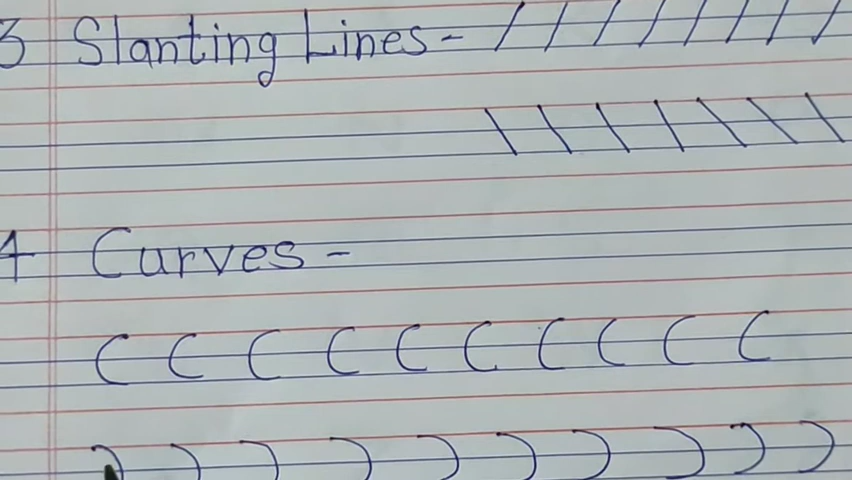 3 Slanting Lines - / / / / / / / /
\ \ \ \ \ \ \
4 Curves -
( ( ( ( ( ( ( ( ( (
) ) ) ) ) ) ) ) ) )